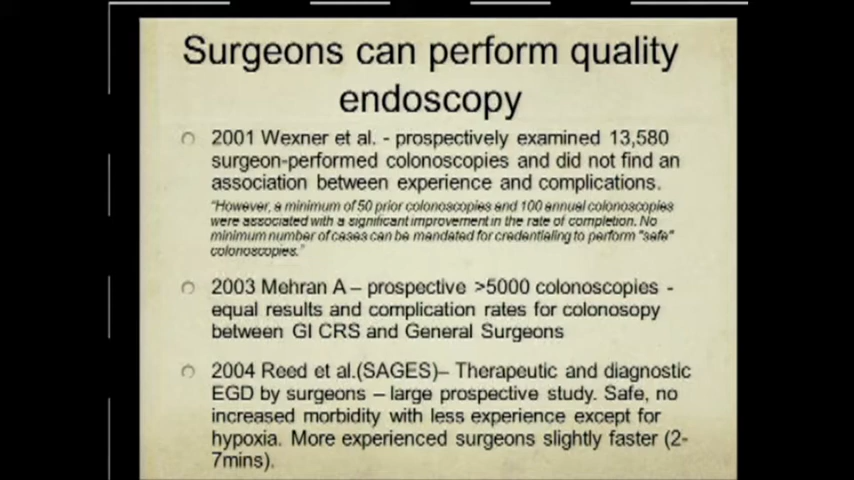 Surgeons can perform quality
endoscopy
2001 Wexner et al. - prospectively examined 13,580
surgeon-performed colonoscopies and did not find an
association between experience and complications.
"However, a minimum of 50 prior colonoscopies and 100 annual colonoscopies
were associated with a significant improvement in the rate of completion. No
minimum number of cases can be mandated for credentialing to perform "safe"
colonoscopies."
2003 Mehran A – prospective >5000 colonoscopies -
equal results and complication rates for colonosopy
between GI CRS and General Surgeons
2004 Reed et al.(SAGES)– Therapeutic and diagnostic
EGD by surgeons – large prospective study. Safe, no
increased morbidity with less experience except for
hypoxia. More experienced surgeons slightly faster (2-
7mins).